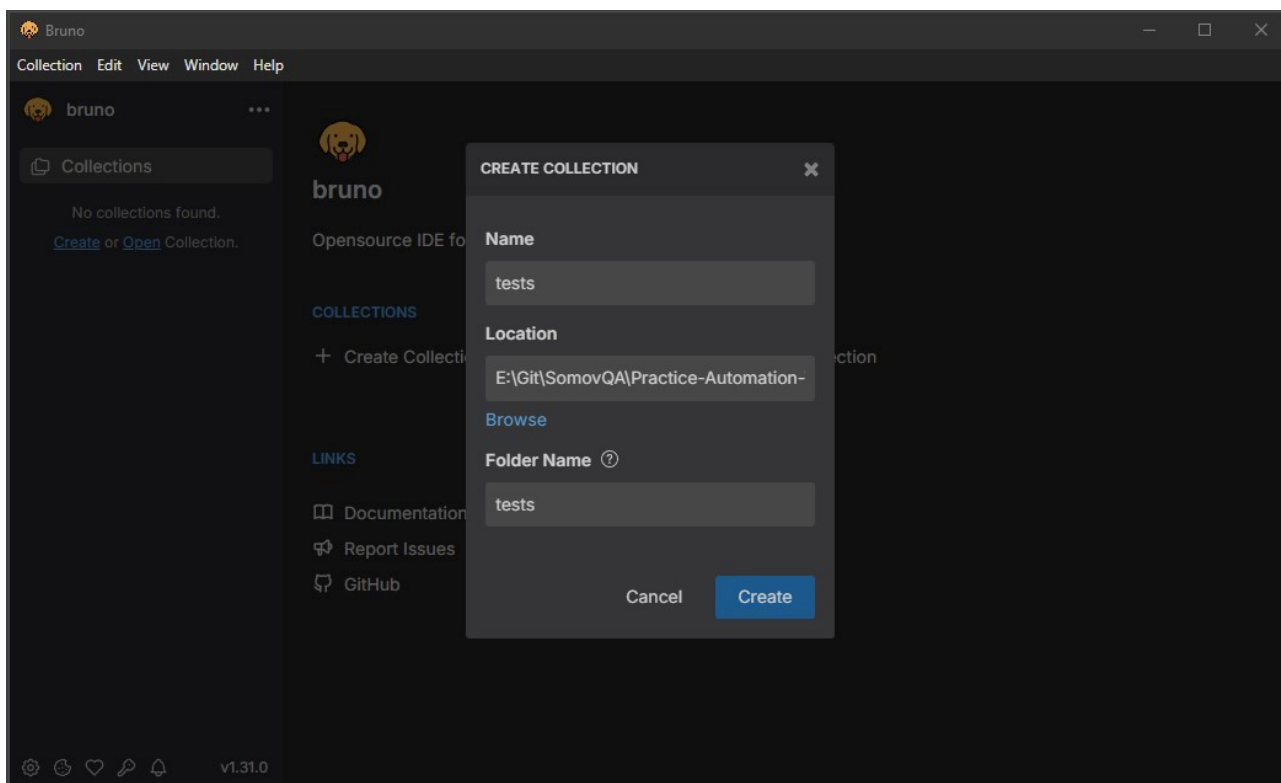 Bruno
Collection Edit View Window Help
bruno
Collections
No collections found.
Create or Open Collection.
bruno
Opensource IDE fo
COLLECTIONS
+ Create Collecti
ction
LINKS
Documentation
Report Issues
GitHub
CREATE COLLECTION
Name
tests
Location
E:\Git\SomovQA\Practice-Automation-
Browse
Folder Name
tests
Cancel Create
v1.31.0